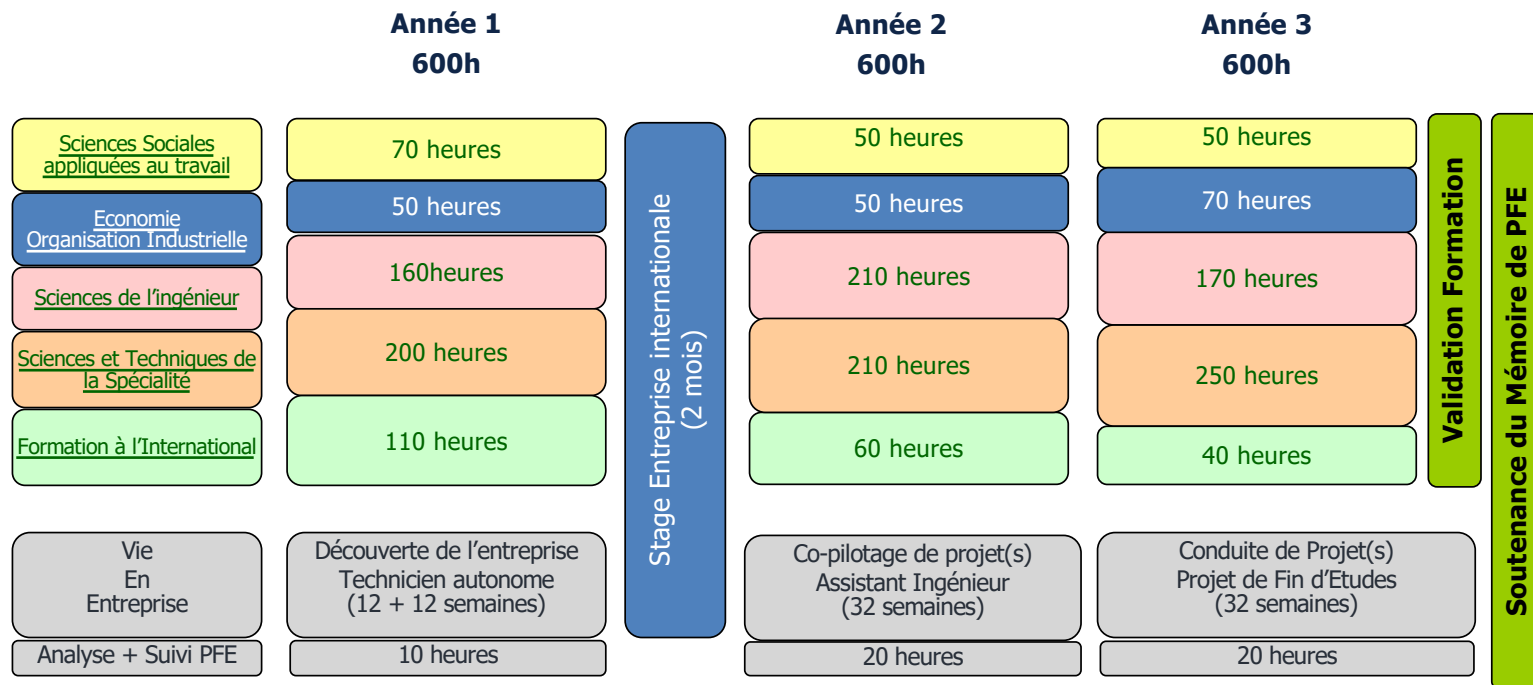 Année 1
600h
Année 2
600h
Année 3
600h
Sciences Sociales
appliquées au travail
70 heures
50 heures
50 heures
Economie
Organisation Industrielle
50 heures
50 heures
70 heures
Sciences de l'ingénieur
160heures
210 heures
170 heures
Sciences et Techniques de
la Spécialité
200 heures
210 heures
250 heures
Formation à l'International
110 heures
60 heures
40 heures
Stage Entreprise internationale
(2 mois)
Validation Formation
Soutenance du Mémoire de PFE
Vie
En
Entreprise
Découverte de l'entreprise
Technicien autonome
(12 + 12 semaines)
Co-pilotage de projet(s)
Assistant Ingénieur
(32 semaines)
Conduite de Projet(s)
Projet de Fin d'Etudes
(32 semaines)
Analyse + Suivi PFE
10 heures
20 heures
20 heures